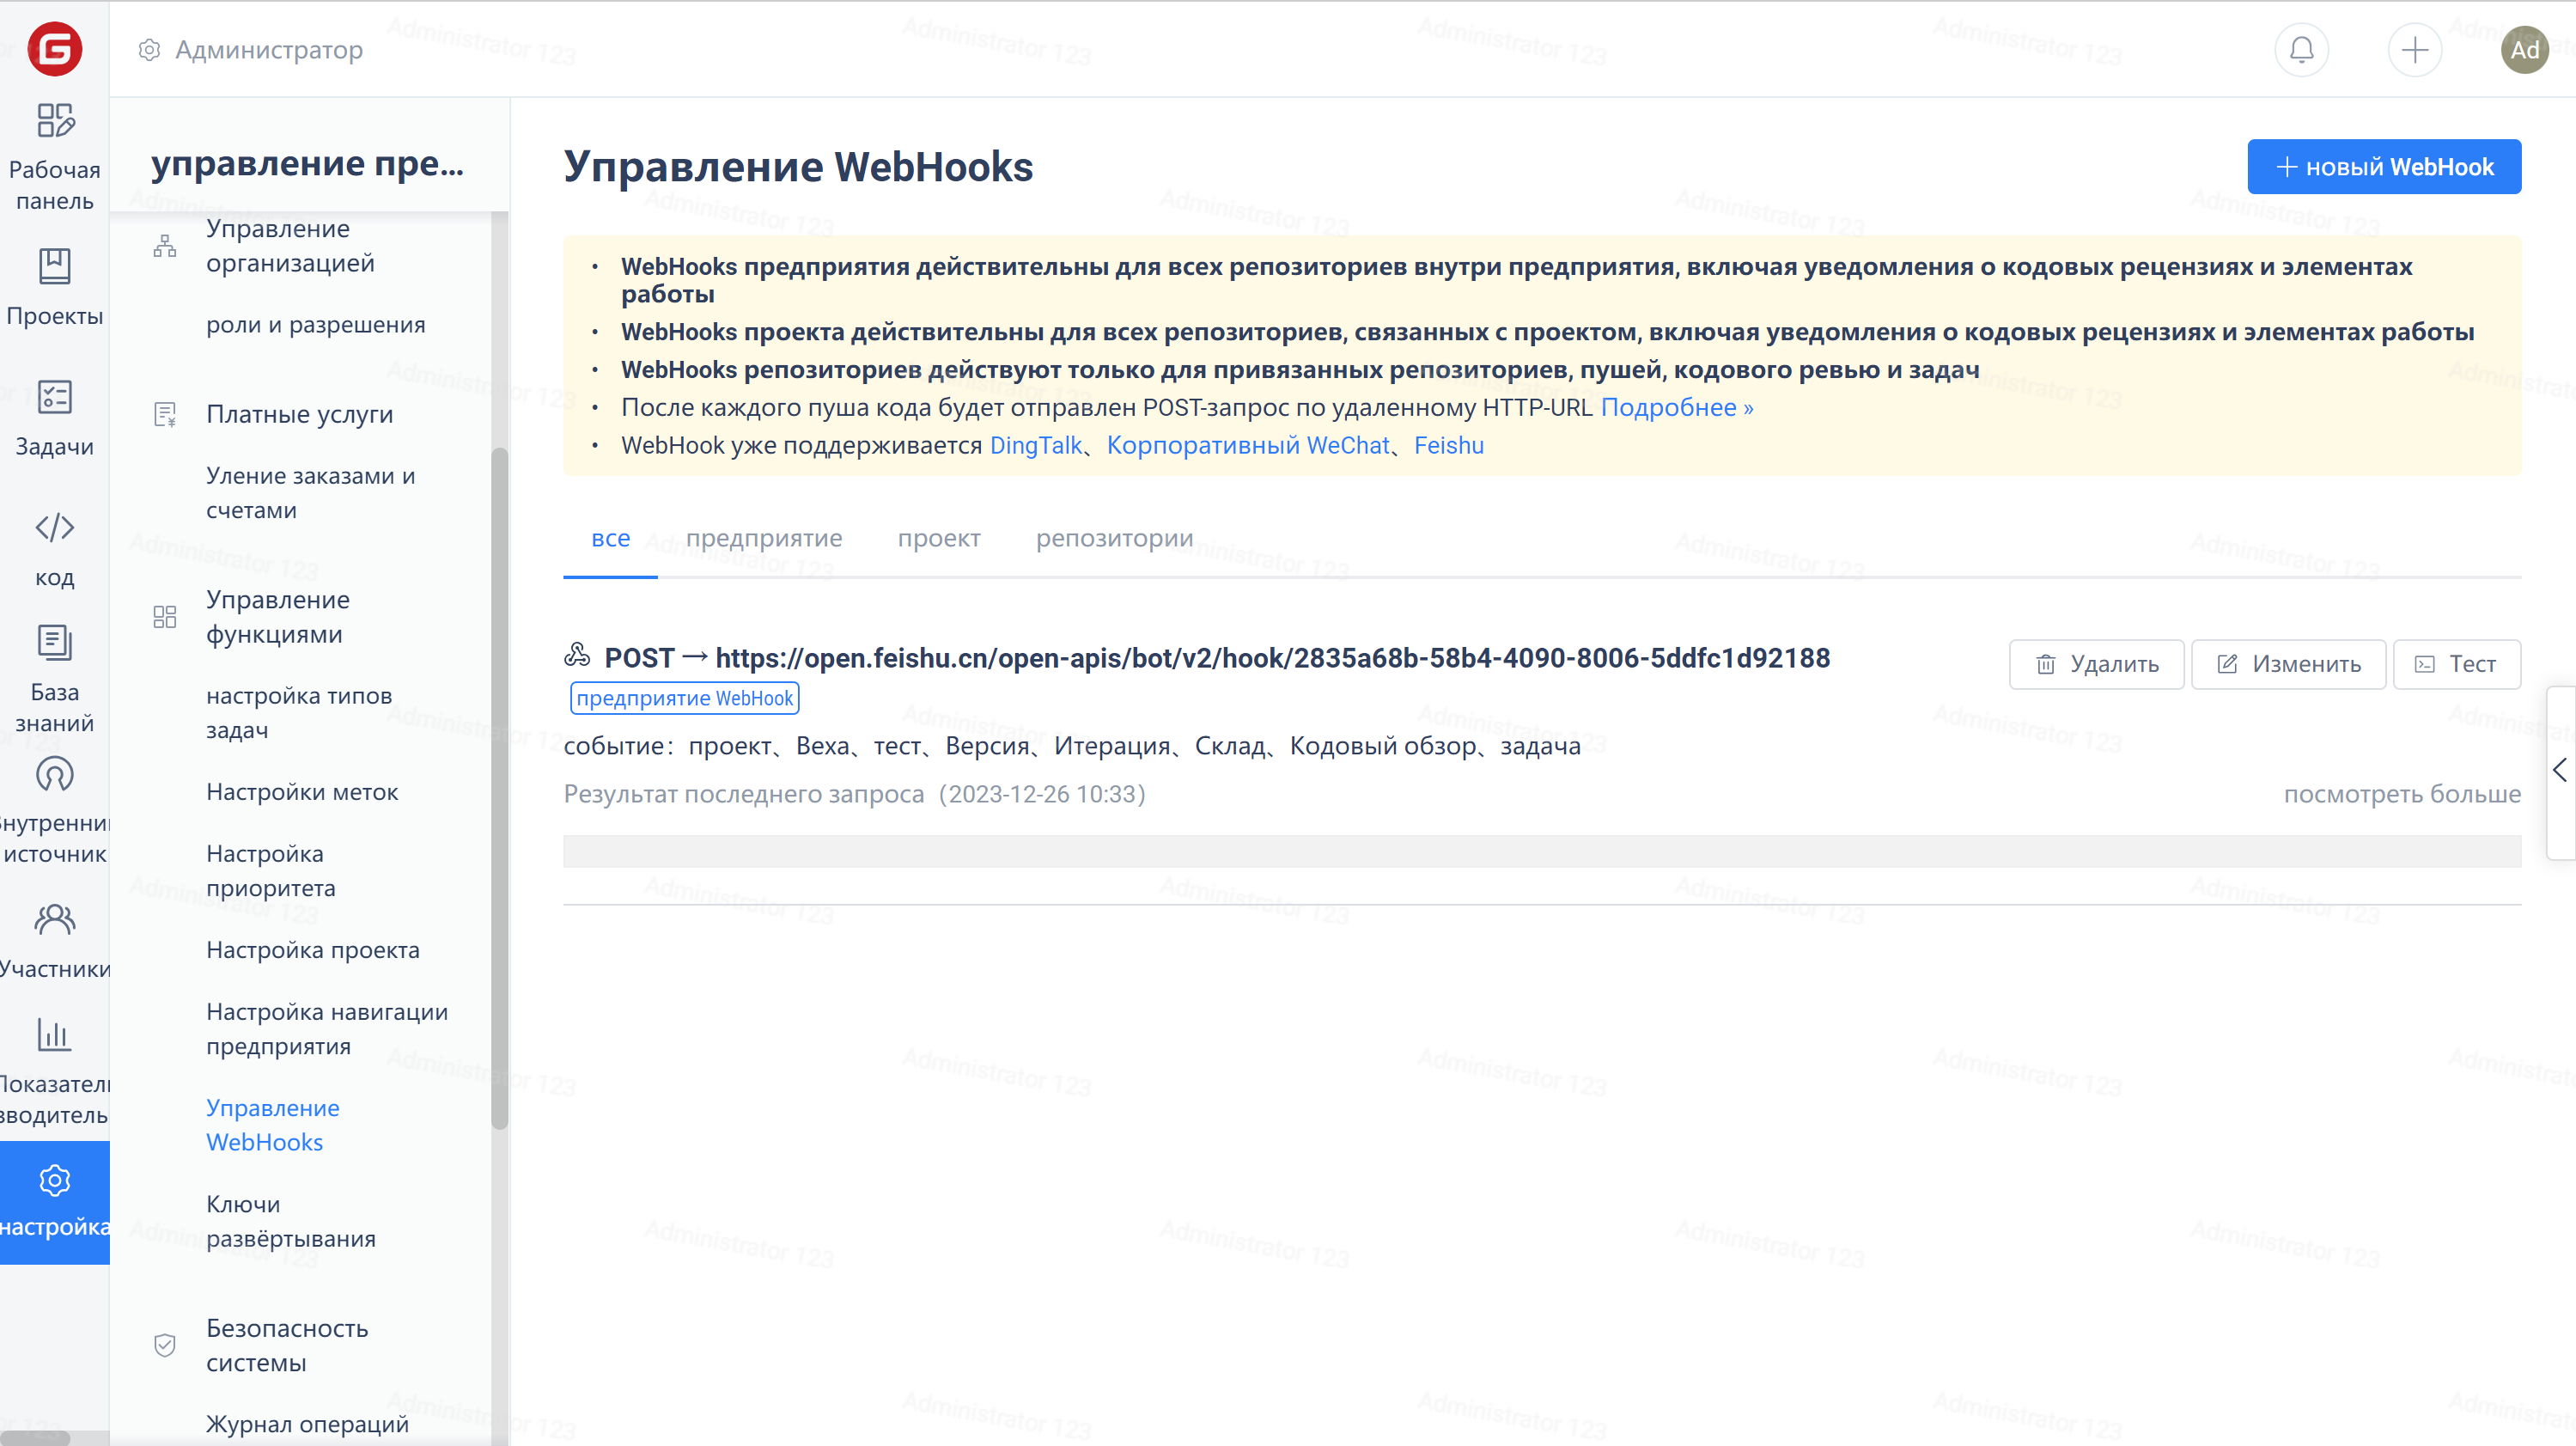 Администратор
Ad
Рабочая
панель
Проекты
Задачи
код
База
знаний
источник
Участники
настройка
управление пре...
Управление
организацией
роли и разрешения
Платные услуги
Уление заказами и
счетами
Управление
функциями
настройка типов
задач
Настройки меток
Настройка
приоритета
Настройка проекта
Настройка навигации
предприятия
Управление
WebHooks
Ключи
развёртывания
Безопасность
системы
Журнал операций
Управление WebHooks
новый WebHook
• WebHooks предприятия действительны для всех репозиториев внутри предприятия, включая уведомления о кодовых рецензиях и элементах
работы
• WebHooks проекта действительны для всех репозиториев, связанных с проектом, включая уведомления о кодовых рецензиях и элементах работы
• WebHooks репозиториев действуют только для привязанных репозиториев, пушей, кодового ревью и задач
• После каждого пуша кода будет отправлен POST-запрос по удаленному HTTP-URL Подробнее »
• WebHook уже поддерживается DingTalk、Корпоративный WeChat、Feishu
все предприятие проект репозитории
POST → https://open.feishu.cn/open-apis/bot/v2/hook/2835a68b-58b4-4090-8006-5ddfc1d92188
предприятие WebHook
Удалить Изменить Тест
событие：проект、Веха、тест、Версия、Итерация、Склад、Кодовый обзор、задача
Результат последнего запроса（2023-12-26 10:33）
посмотреть больше
Administrator 123